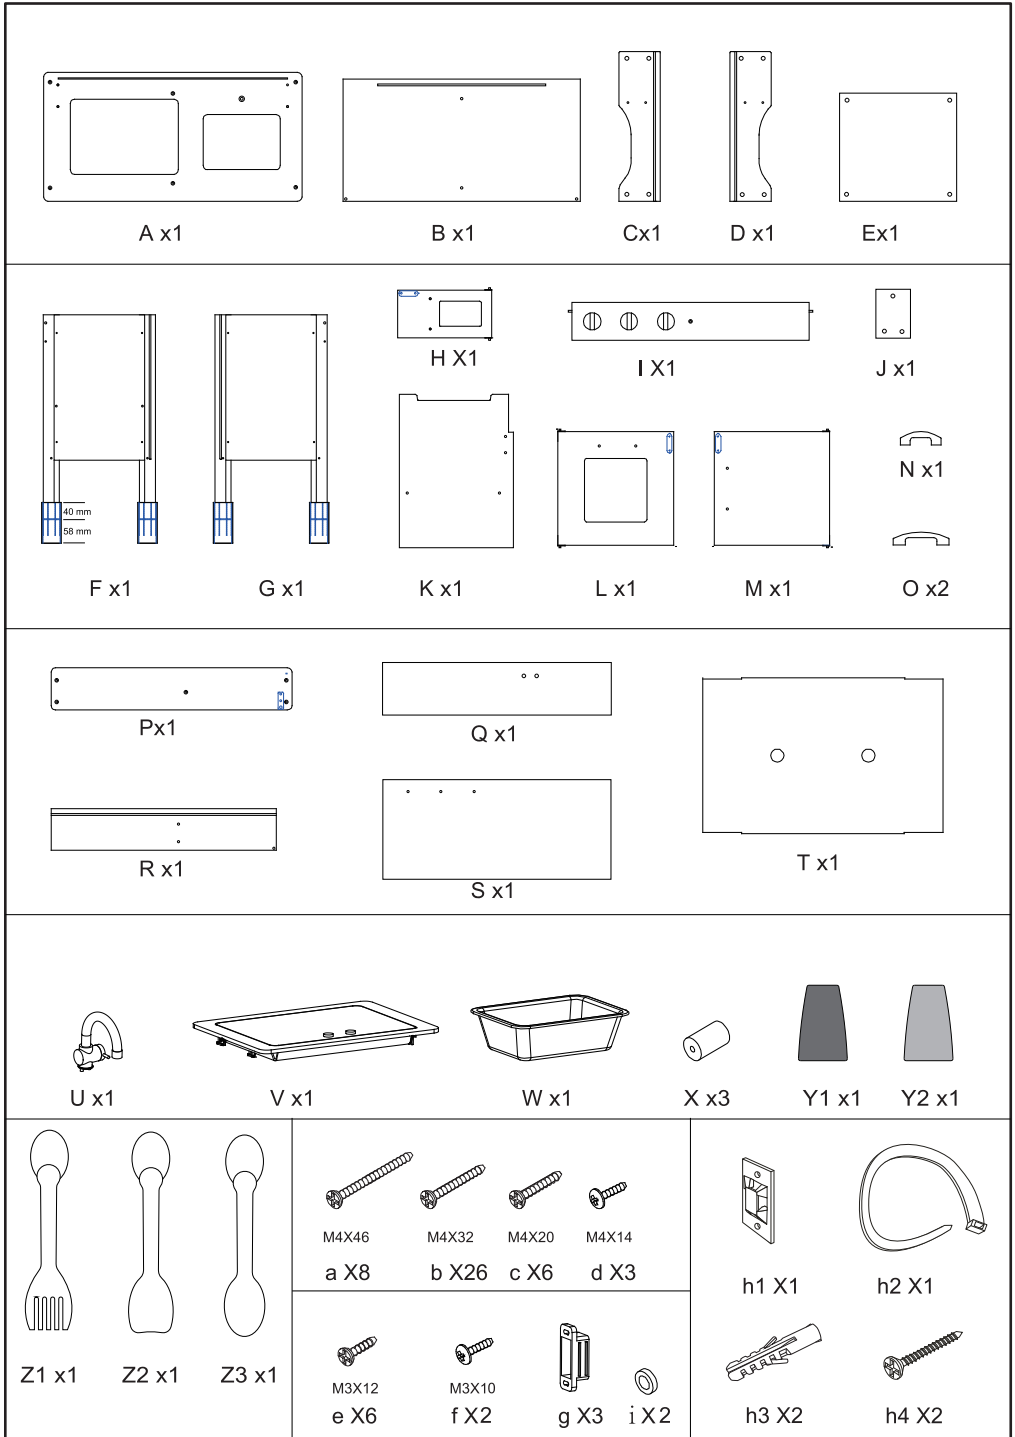 A x1
B x1
Cx1
D x1
Ex1
H X1
I X1
J x1
N x1
40 mm
58 mm
F x1
G x1
K x1
L x1
M x1
O x2
Px1
Q x1
R x1
S x1
T x1
U x1
V x1
W x1
X x3
Y1 x1
Y2 x1
Z1 x1
Z2 x1
Z3 x1
M4X46
M4X32
M4X20
M4X14
a X8
b X26
c X6
d X3
M3X12
M3X10
e X6
f X2
g X3
i X2
h1 X1
h2 X1
h3 X2
h4 X2